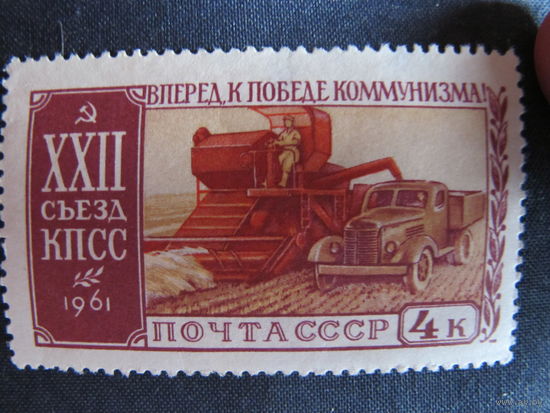 ВПЕРЕД, К ПОБЕДЕ КОММУНИЗМА!
XXII
СЪЕЗД
КПСС
1961
ПОЧТА СССР
4 К